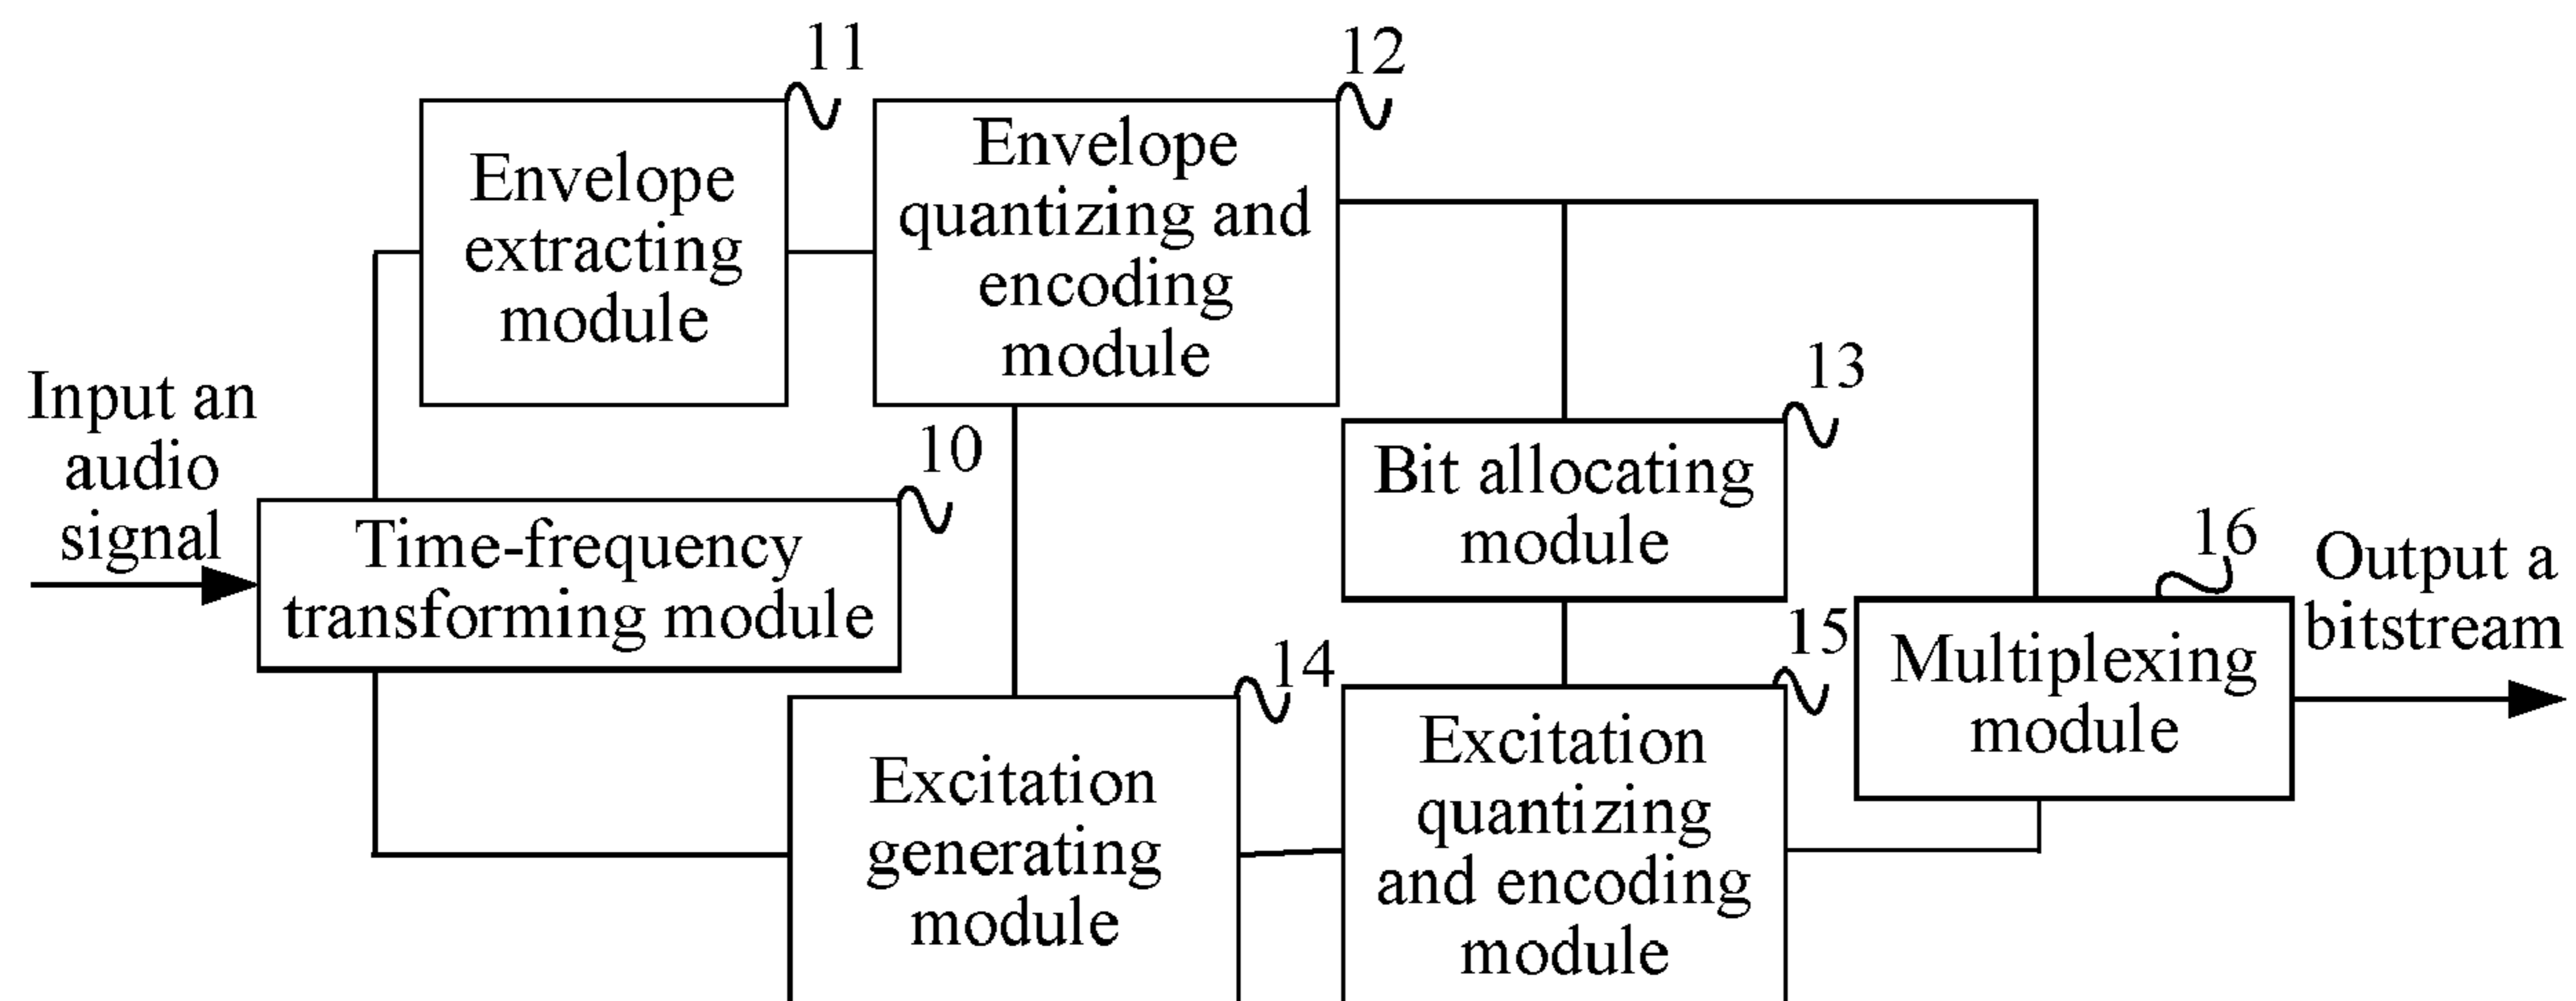 11
Envelope
extracting
module
12
Envelope
quantizing and
encoding
module
Input an
audio
signal
10
Time-frequency
transforming module
13
Bit allocating
module
14
Excitation
generating
module
15
Excitation
quantizing
and encoding
module
16
Multiplexing
module
Output a
bitstream